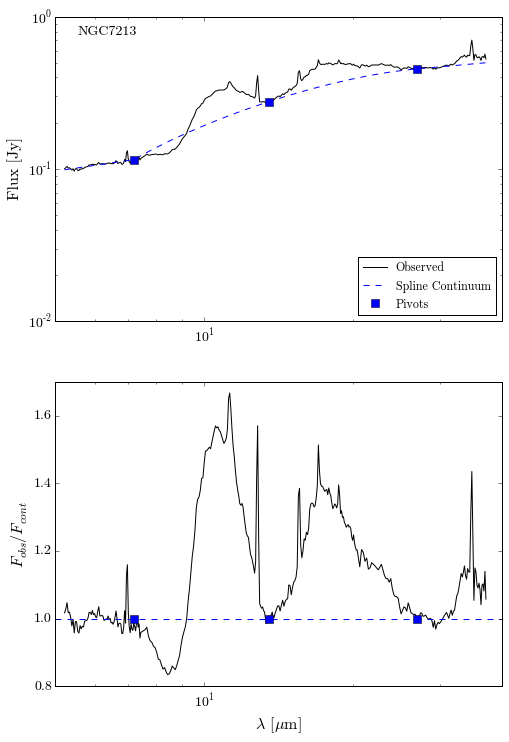 10^0
NGC7213
Flux [Jy]
10^-1
Observed
Spline Continuum
Pivots
10^-2
10^1
1.6
1.4
F_obs/F_cont
1.2
1.0
0.8
10^1
λ [μm]